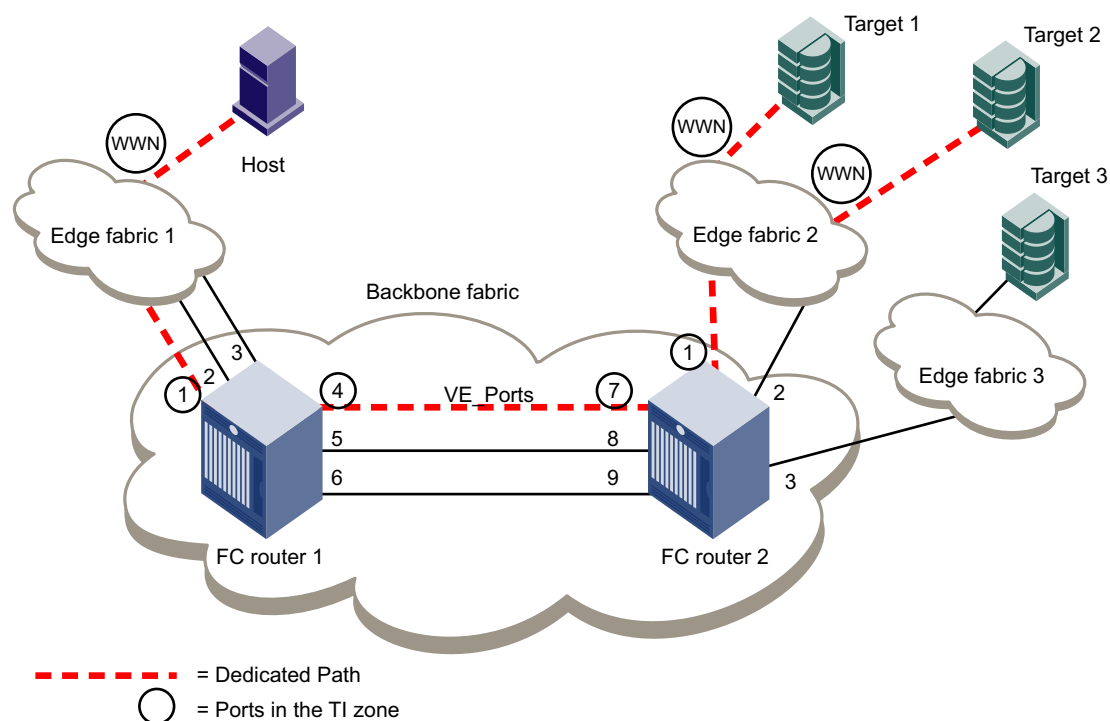 Target 1
Target 2
WWN
WWN
Host
WWN
Target 3
Edge fabric 1
Edge fabric 2
Backbone fabric
3
2
1
1
Edge fabric 3
4
VE_Ports
7
2
5
8
6
9
3
FC router 1
FC router 2
= Dedicated Path
= Ports in the TI zone